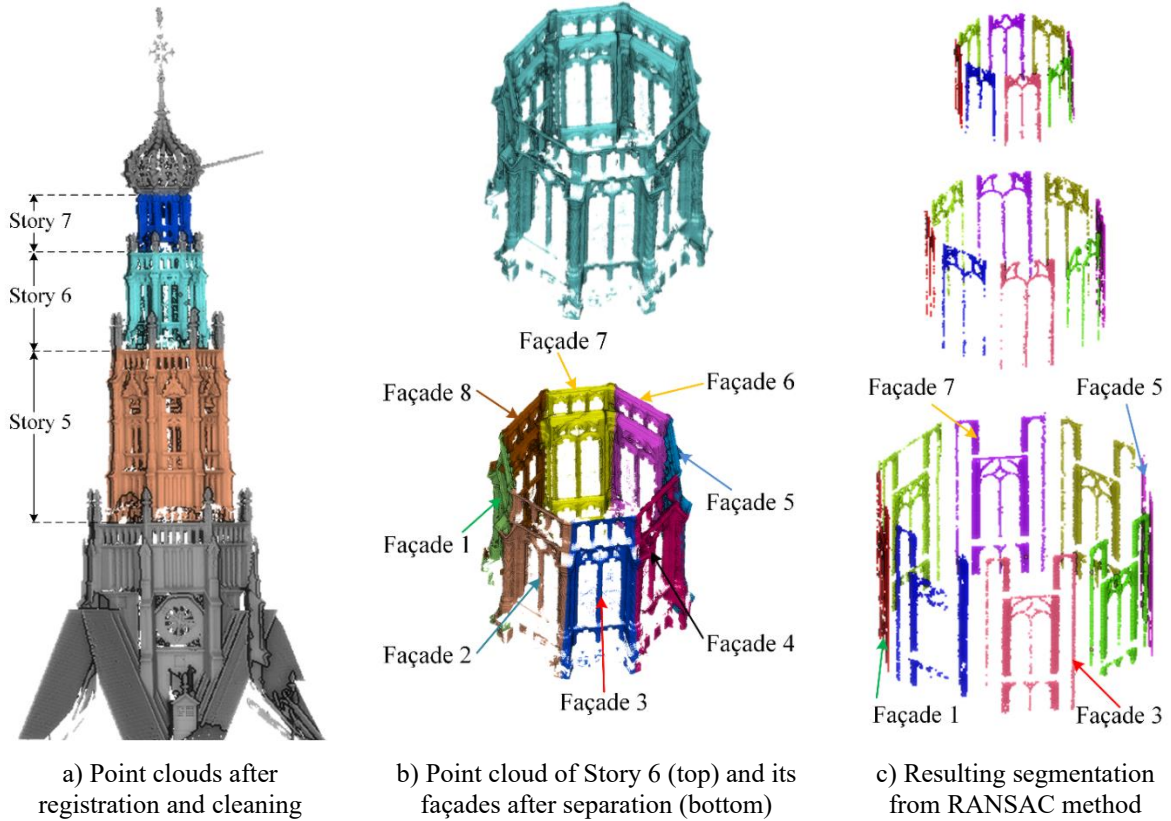 Story 7
Story 6
Story 5
Façade 7
Façade 8
Façade 6
Façade 5
Façade 1
Façade 2
Façade 4
Façade 3
Façade 7
Façade 5
Façade 1
Façade 3
a) Point clouds after
registration and cleaning
b) Point cloud of Story 6 (top) and its
façades after separation (bottom)
c) Resulting segmentation
from RANSAC method